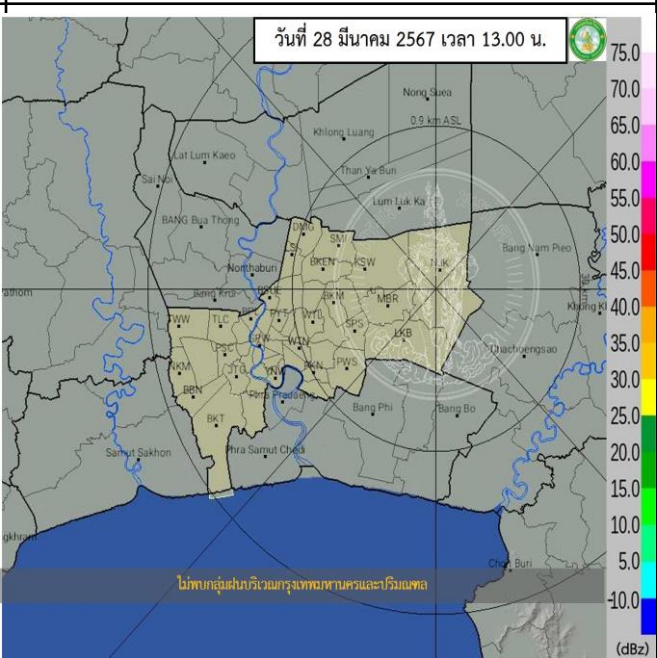 วันที่ 28 มีนาคม 2567 เวลา 13.00 น.
75.0
70.0
65.0
60.0
55.0
50.0
45.0
40.0
35.0
30.0
25.0
20.0
15.0
10.0
5.0
-10.0
(dBz)
Nong Suea
0.9 km ASL
Khlong Luang
Lat Lum Kaeo
Than Ya Buri
Sai Noi
Lum Luk Ka
BANG Bua Thong
DMG
SMI
Bang Nam Pieo
Nonthaburi
BKEN
KSW
NJK
BKM
MBR
TWW
TLC
PYT
SPS
LKB
PSC
WTN
Chachoengsao
NKM
JTG
YNW
PKN
PWS
BBN
Phra Pradaeng
BKT
Bang Phi
Bang Bo
Samut Sakhon
Phra Samut Chedi
Chon Buri
ไม่พบกลุ่มฝนบริเวณกรุงเทพมหานครและปริมณฑล